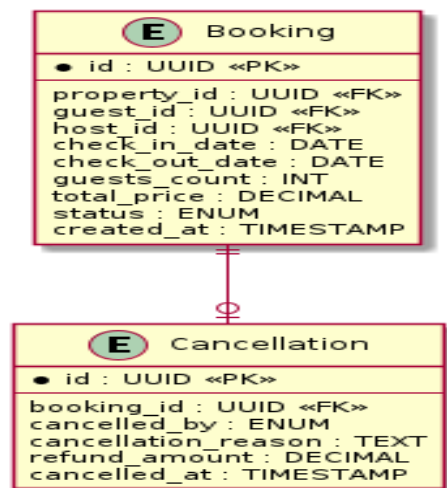 E Booking
id : UUID «PK»
property_id : UUID «FK»
guest_id : UUID «FK»
host_id : UUID «FK»
check_in_date : DATE
check_out_date : DATE
guests_count : INT
total_price : DECIMAL
status : ENUM
created_at : TIMESTAMP
E Cancellation
id : UUID «PK»
booking_id : UUID «FK»
cancelled_by : ENUM
cancellation_reason : TEXT
refund_amount : DECIMAL
cancelled_at : TIMESTAMP